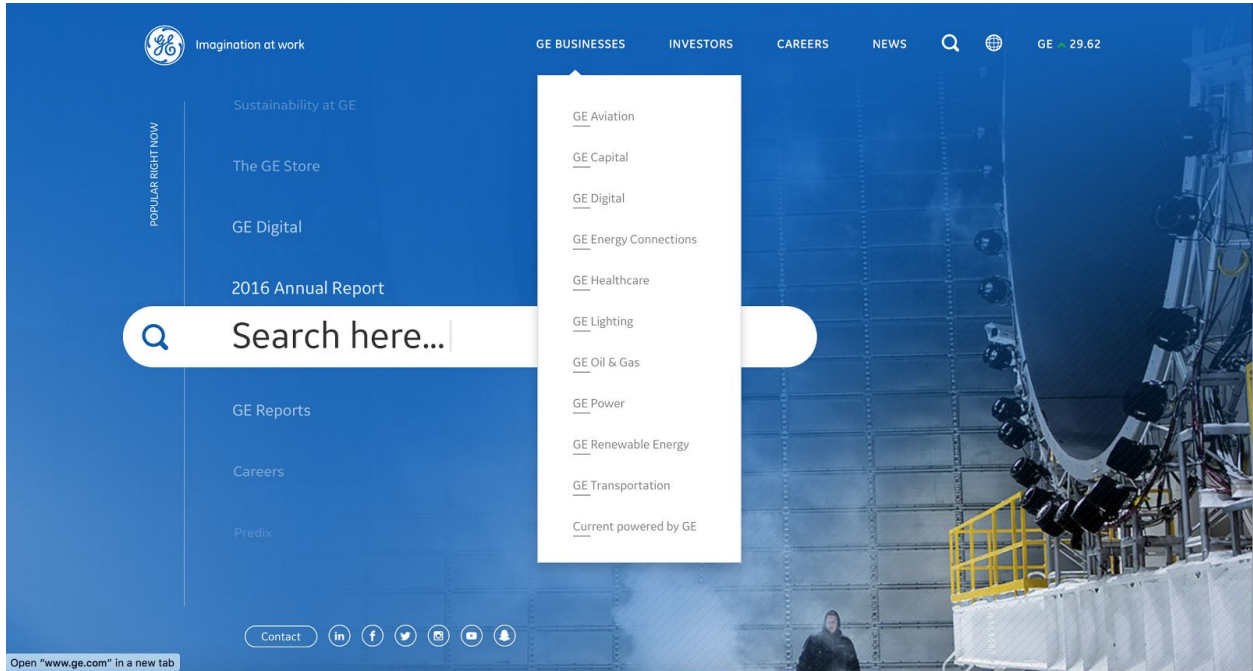 GE Imagination at work
GE BUSINESSES INVESTORS CAREERS NEWS GE 29.62
POPULAR RIGHT NOW
Sustainability at GE
The GE Store
GE Digital
2016 Annual Report
Search here...
GE Reports
Careers
Predix
GE Aviation
GE Capital
GE Digital
GE Energy Connections
GE Healthcare
GE Lighting
GE Oil & Gas
GE Power
GE Renewable Energy
GE Transportation
Current powered by GE
Contact in f
Open "www.ge.com" in a new tab